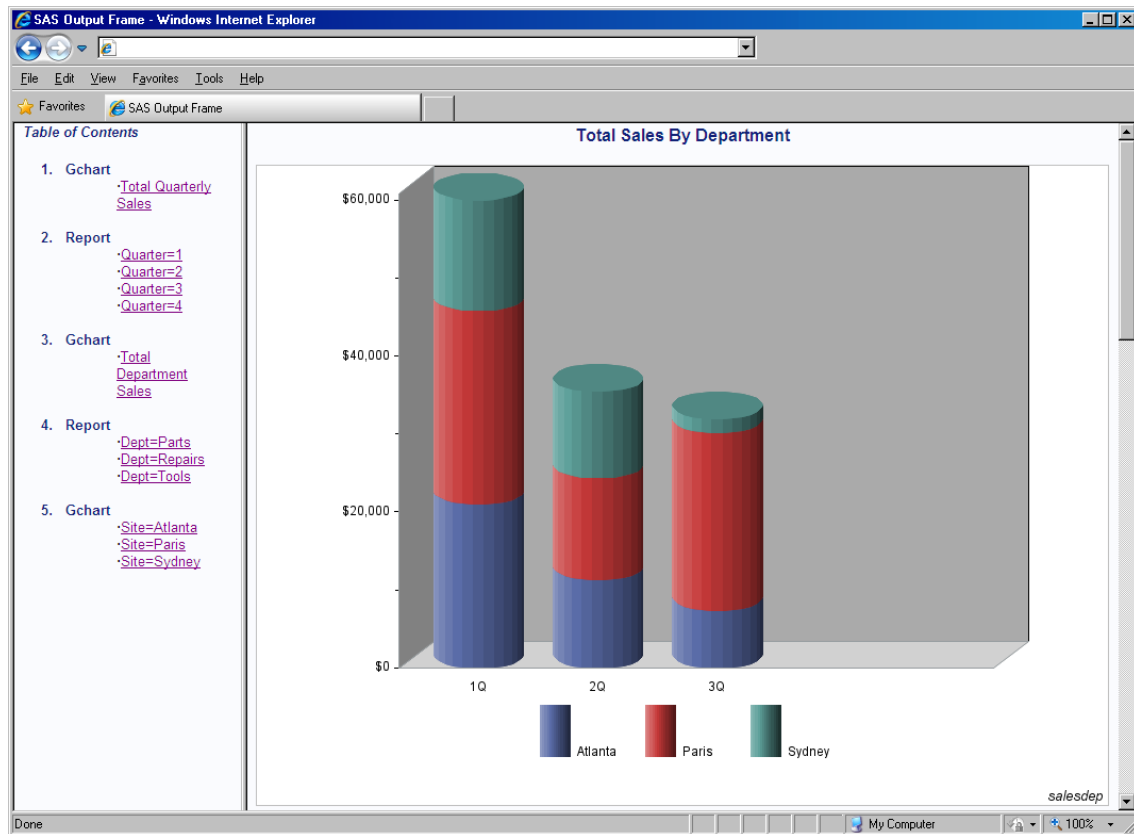 SAS Output Frame - Windows Internet Explorer
File Edit View Favorites Tools Help
Favorites SAS Output Frame
Table of Contents
1. Gchart
·Total Quarterly
Sales
2. Report
·Quarter=1
·Quarter=2
·Quarter=3
·Quarter=4
3. Gchart
·Total
Department
Sales
4. Report
·Dept=Parts
·Dept=Repairs
·Dept=Tools
5. Gchart
·Site=Atlanta
·Site=Paris
·Site=Sydney
Total Sales By Department
$60,000
$40,000
$20,000
$0
1Q 2Q 3Q
Atlanta Paris Sydney
salesdep
Done My Computer 100%